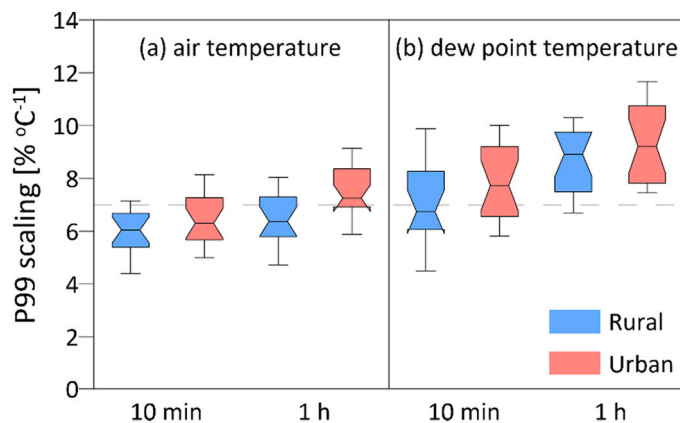 (a) air temperature
(b) dew point temperature
P99 scaling [% °C⁻¹]
14
12
10
8
6
4
2
0
10 min
1 h
10 min
1 h
Rural
Urban